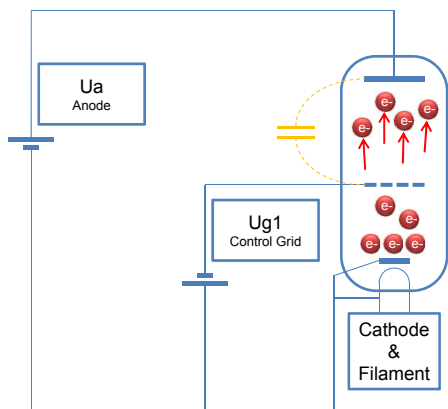 Ua
Anode
e-
e-
e-
e-
Ug1
Control Grid
e-
e-
e- e- e-
Cathode
&
Filament